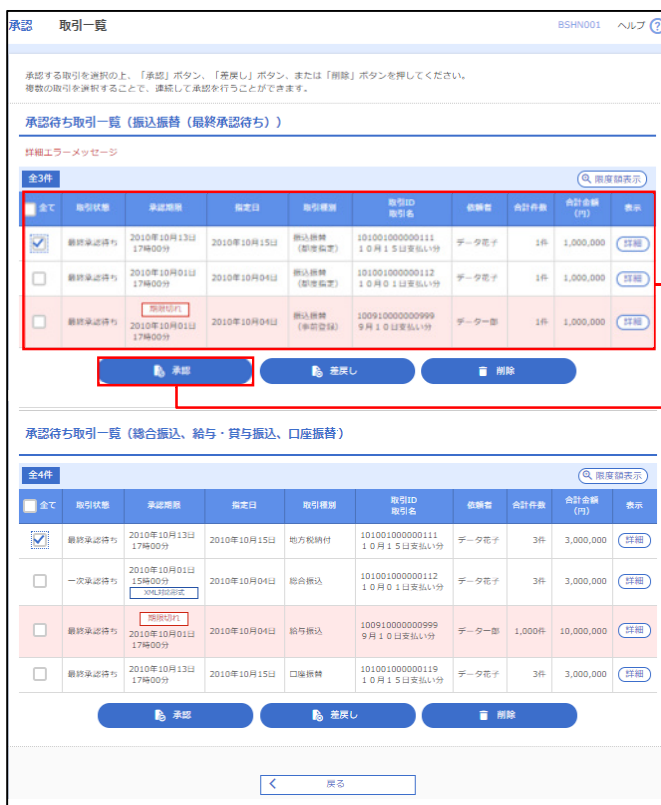 承認 取引一覧 BSHN001 ヘルプ ?
承認する取引を選択の上、「承認」ボタン、「差戻し」ボタン、または「削除」ボタンを押してください。
複数の取引を選択することで、連続して承認を行うことができます。
承認待ち取引一覧（振込振替（最終承認待ち））
詳細エラーメッセージ
全3件 限度額表示
全て 取引状態 承認期限 指定日 取引種別 取引ID 取引名 依頼者 合計件数 合計金額(円) 表示
最終承認待ち 2010年10月13日 17時00分 2010年10月15日 振込振替 (都度指定) 101001000000111 10月15日支払い分 データ花子 1件 1,000,000 詳細
最終承認待ち 2010年10月01日 17時00分 2010年10月04日 振込振替 (都度指定) 101001000000112 10月01日支払い分 データ花子 1件 1,000,000 詳細
最終承認待ち 期限切れ 2010年10月01日 17時00分 2010年10月04日 振込振替 (事前登録) 100910000000999 9月10日支払い分 データ一郎 1件 1,000,000 詳細
承認 差戻し 削除
承認待ち取引一覧（総合振込、給与・賞与振込、口座振替）
全4件 限度額表示
全て 取引状態 承認期限 指定日 取引種別 取引ID 取引名 依頼者 合計件数 合計金額(円) 表示
最終承認待ち 2010年10月13日 17時00分 2010年10月15日 地方税納付 101001000000111 10月15日支払い分 データ花子 3件 3,000,000 詳細
一次承認待ち 2010年10月01日 15時00分 XML対応形式 2010年10月04日 総合振込 101001000000112 10月01日支払い分 データ花子 3件 3,000,000 詳細
最終承認待ち 期限切れ 2010年10月01日 17時00分 2010年10月04日 給与振込 100910000000999 9月10日支払い分 データ一郎 1,000件 10,000,000 詳細
最終承認待ち 2010年10月13日 17時00分 2010年10月15日 口座振替 101001000000119 10月15日支払い分 データ花子 3件 3,000,000 詳細
承認 差戻し 削除
戻る